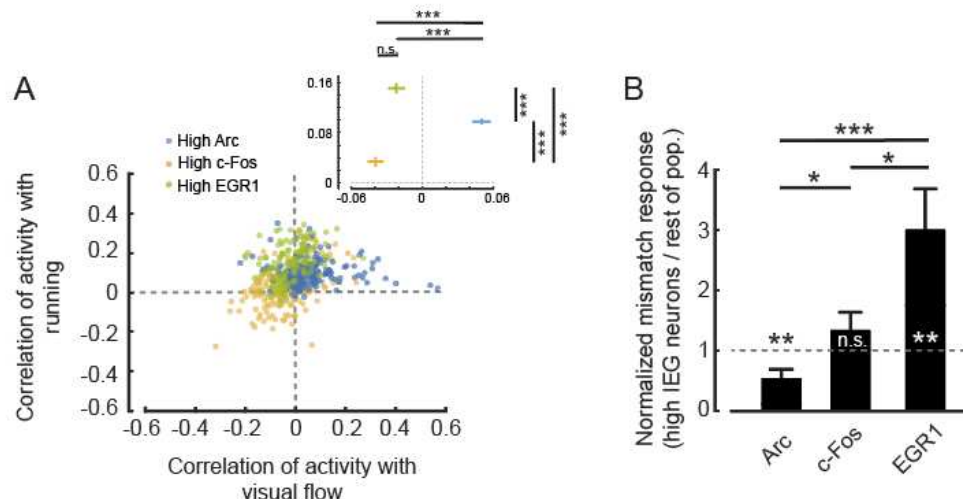 ***
***
n.s.
A
0.16
0.08
0
-0.06
0
0.06
***
***
***
High Arc
High c-Fos
High EGR1
Correlation of activity with
running
0.6
0.4
0.2
0
-0.2
-0.4
-0.6
-0.6
-0.4
-0.2
0
0.2
0.4
0.6
Correlation of activity with
visual flow
B
Normalized mismatch response
(high IEG neurons / rest of pop.)
4
3
2
1
0
***
*
*
**
n.s.
**
Arc
c-Fos
EGR1